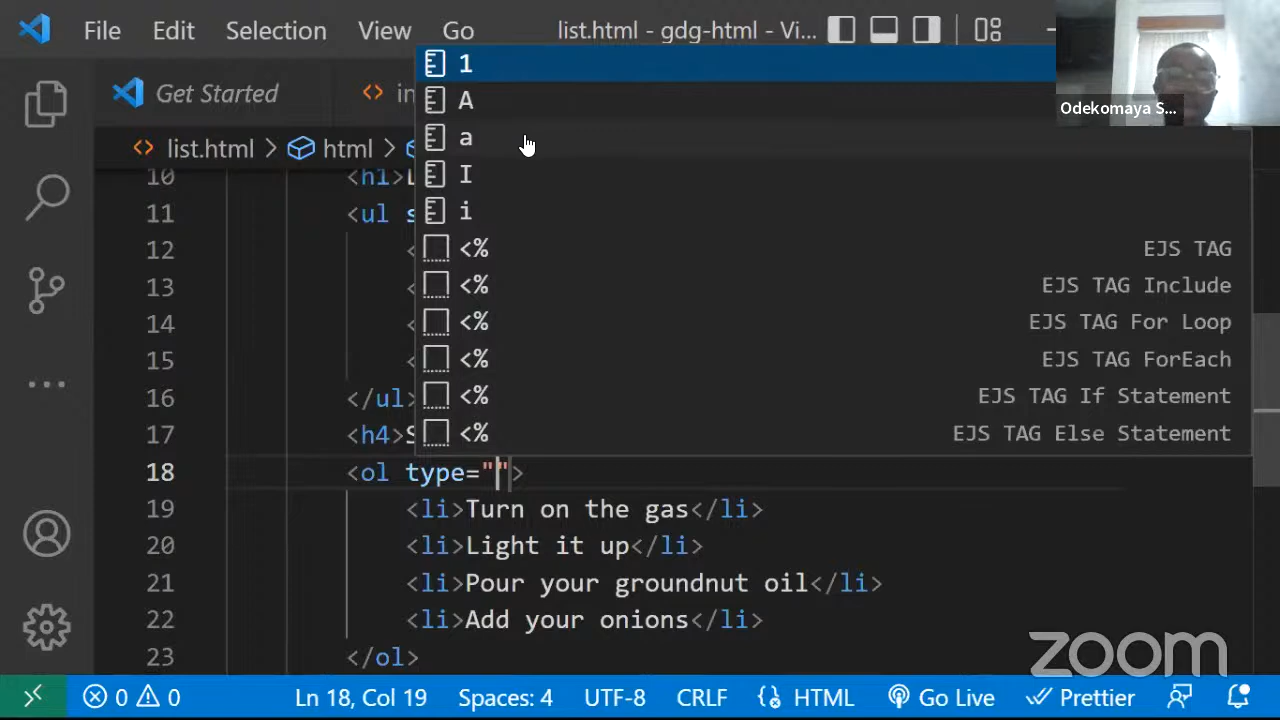 File Edit Selection View Go list.html - gdg-html - Vi...
Get Started in
list.html > html >
1
A
a
I
i
<% EJS TAG
<% EJS TAG Include
<% EJS TAG For Loop
<% EJS TAG ForEach
<% EJS TAG If Statement
<% EJS TAG Else Statement
Odekomaya S...
10 <h1>L
11 <ul s
12 <
13 <
14 <
15 <
16 </ul>
17 <h4>S
18 <ol type="">
19 <li>Turn on the gas</li>
20 <li>Light it up</li>
21 <li>Pour your groundnut oil</li>
22 <li>Add your onions</li>
23 </ol>
zoom
0 0 Ln 18, Col 19 Spaces: 4 UTF-8 CRLF HTML Go Live Prettier